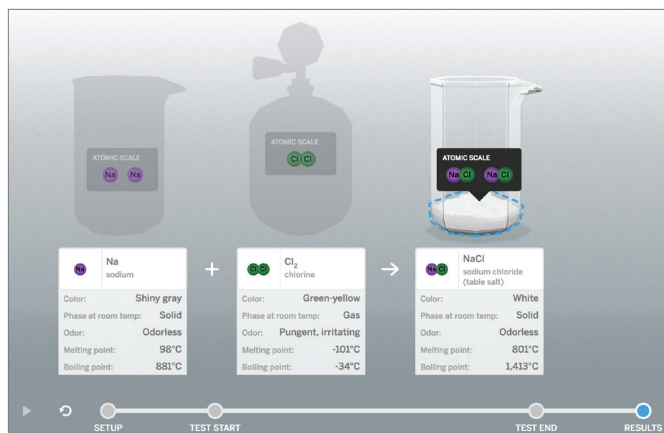 ATOMIC SCALE
Na Na
ATOMIC SCALE
Cl Cl
ATOMIC SCALE
Na Cl Na Cl
Na
Na
sodium
Color: Shiny gray
Phase at room temp: Solid
Odor: Odorless
Melting point: 98°C
Boiling point: 881°C
+
Cl Cl
Cl₂
chlorine
Color: Green-yellow
Phase at room temp: Gas
Odor: Pungent, irritating
Melting point: -101°C
Boiling point: -34°C
→
Na Cl
NaCl
sodium chloride
(table salt)
Color: White
Phase at room temp: Solid
Odor: Odorless
Melting point: 801°C
Boiling point: 1,413°C
SETUP TEST START TEST END RESULTS